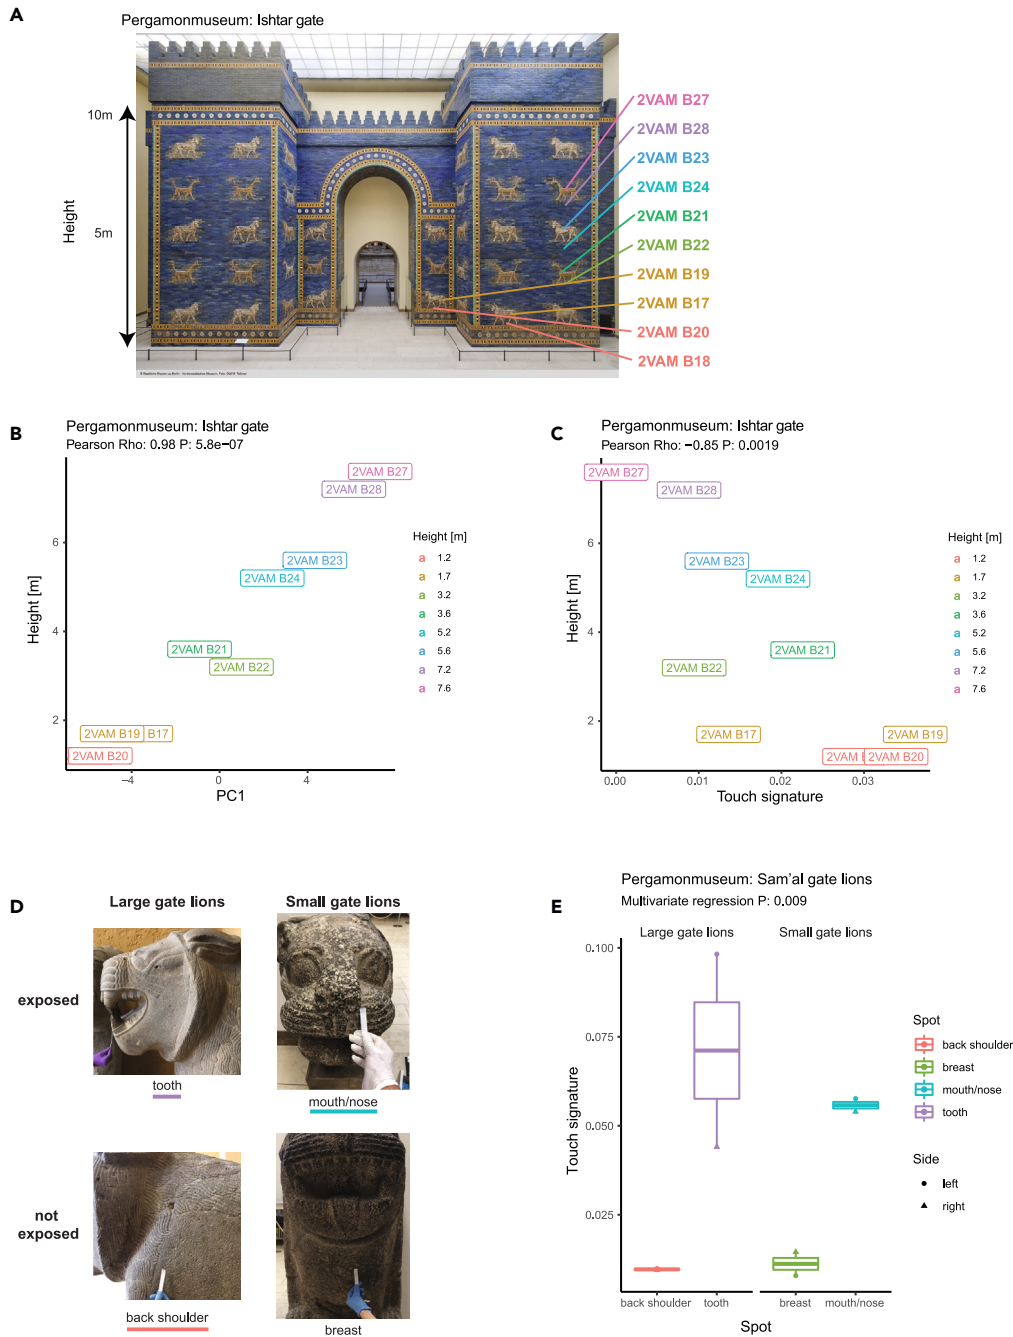 A
Pergamonmuseum: Ishtar gate
10m
5m
Height
2VAM B27
2VAM B28
2VAM B23
2VAM B24
2VAM B21
2VAM B22
2VAM B19
2VAM B17
2VAM B20
2VAM B18
B
Pergamonmuseum: Ishtar gate
Pearson Rho: 0.98 P: 5.8e−07
2VAM B27
2VAM B28
2VAM B23
2VAM B24
2VAM B21
2VAM B22
2VAM B19
B17
2VAM B20
6
4
2
Height [m]
−4
0
4
PC1
Height [m]
a 1.2
a 1.7
a 3.2
a 3.6
a 5.2
a 5.6
a 7.2
a 7.6
C
Pergamonmuseum: Ishtar gate
Pearson Rho: −0.85 P: 0.0019
2VAM B27
2VAM B28
2VAM B23
2VAM B24
2VAM B21
2VAM B22
2VAM B17
2VAM B19
2VAM
2VAM B20
6
4
2
Height [m]
0.00
0.01
0.02
0.03
Touch signature
Height [m]
a 1.2
a 1.7
a 3.2
a 3.6
a 5.2
a 5.6
a 7.2
a 7.6
D
Large gate lions
Small gate lions
exposed
tooth
mouth/nose
not
exposed
back shoulder
breast
E
Pergamonmuseum: Sam'al gate lions
Multivariate regression P: 0.009
Large gate lions
Small gate lions
0.100
0.075
0.050
0.025
Touch signature
back shoulder
tooth
breast
mouth/nose
Spot
Spot
back shoulder
breast
mouth/nose
tooth
Side
left
right